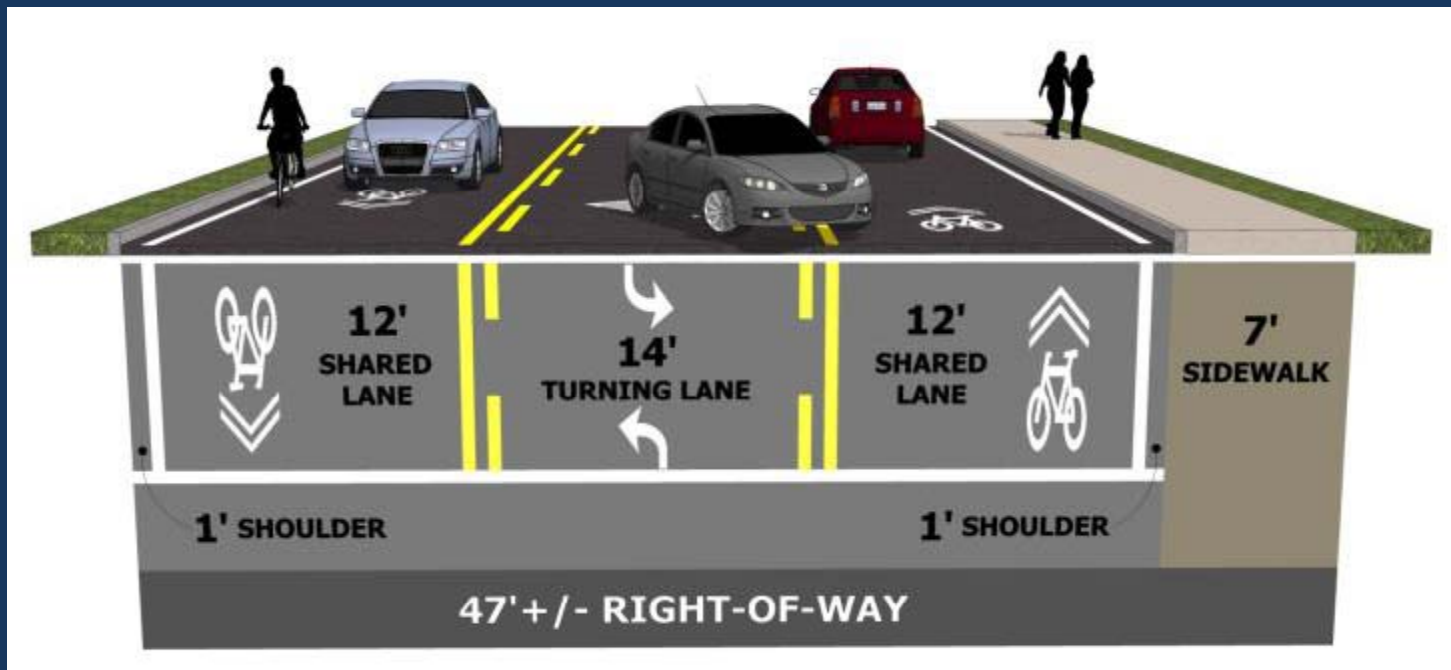 12'
SHARED
LANE
14'
TURNING LANE
12'
SHARED
LANE
7'
SIDEWALK
1' SHOULDER
1' SHOULDER
47'+/- RIGHT-OF-WAY